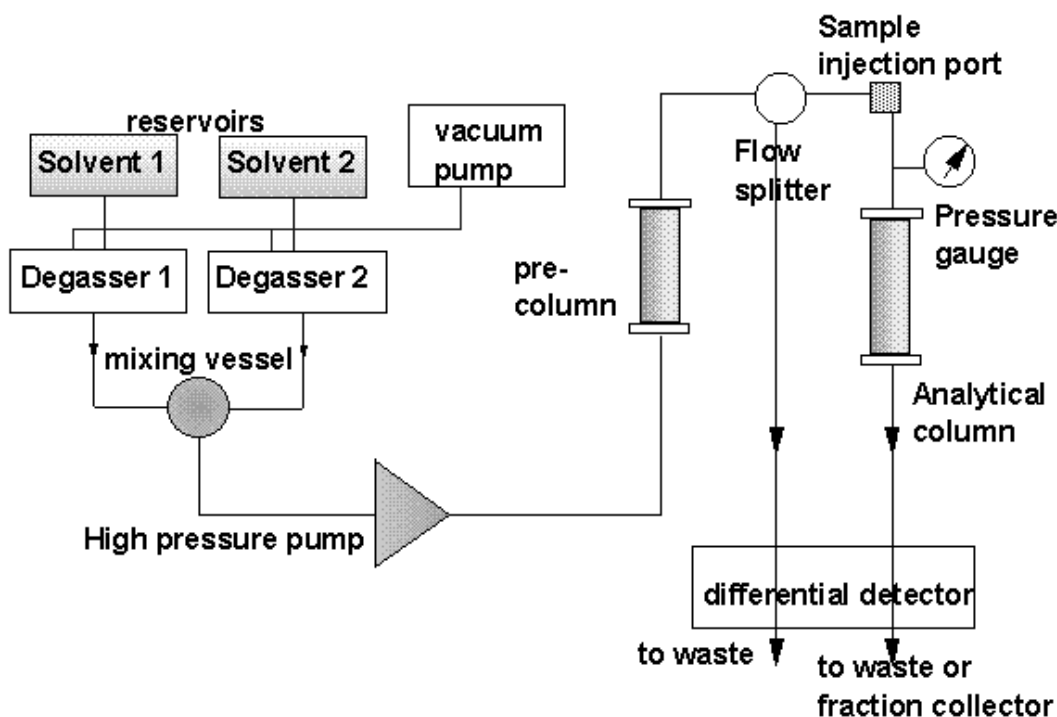 Sample
injection port
reservoirs
Solvent 1
Solvent 2
vacuum
pump
Flow
splitter
Pressure
gauge
Degasser 1
Degasser 2
pre-
column
mixing vessel
Analytical
column
High pressure pump
differential detector
to waste
to waste or
fraction collector